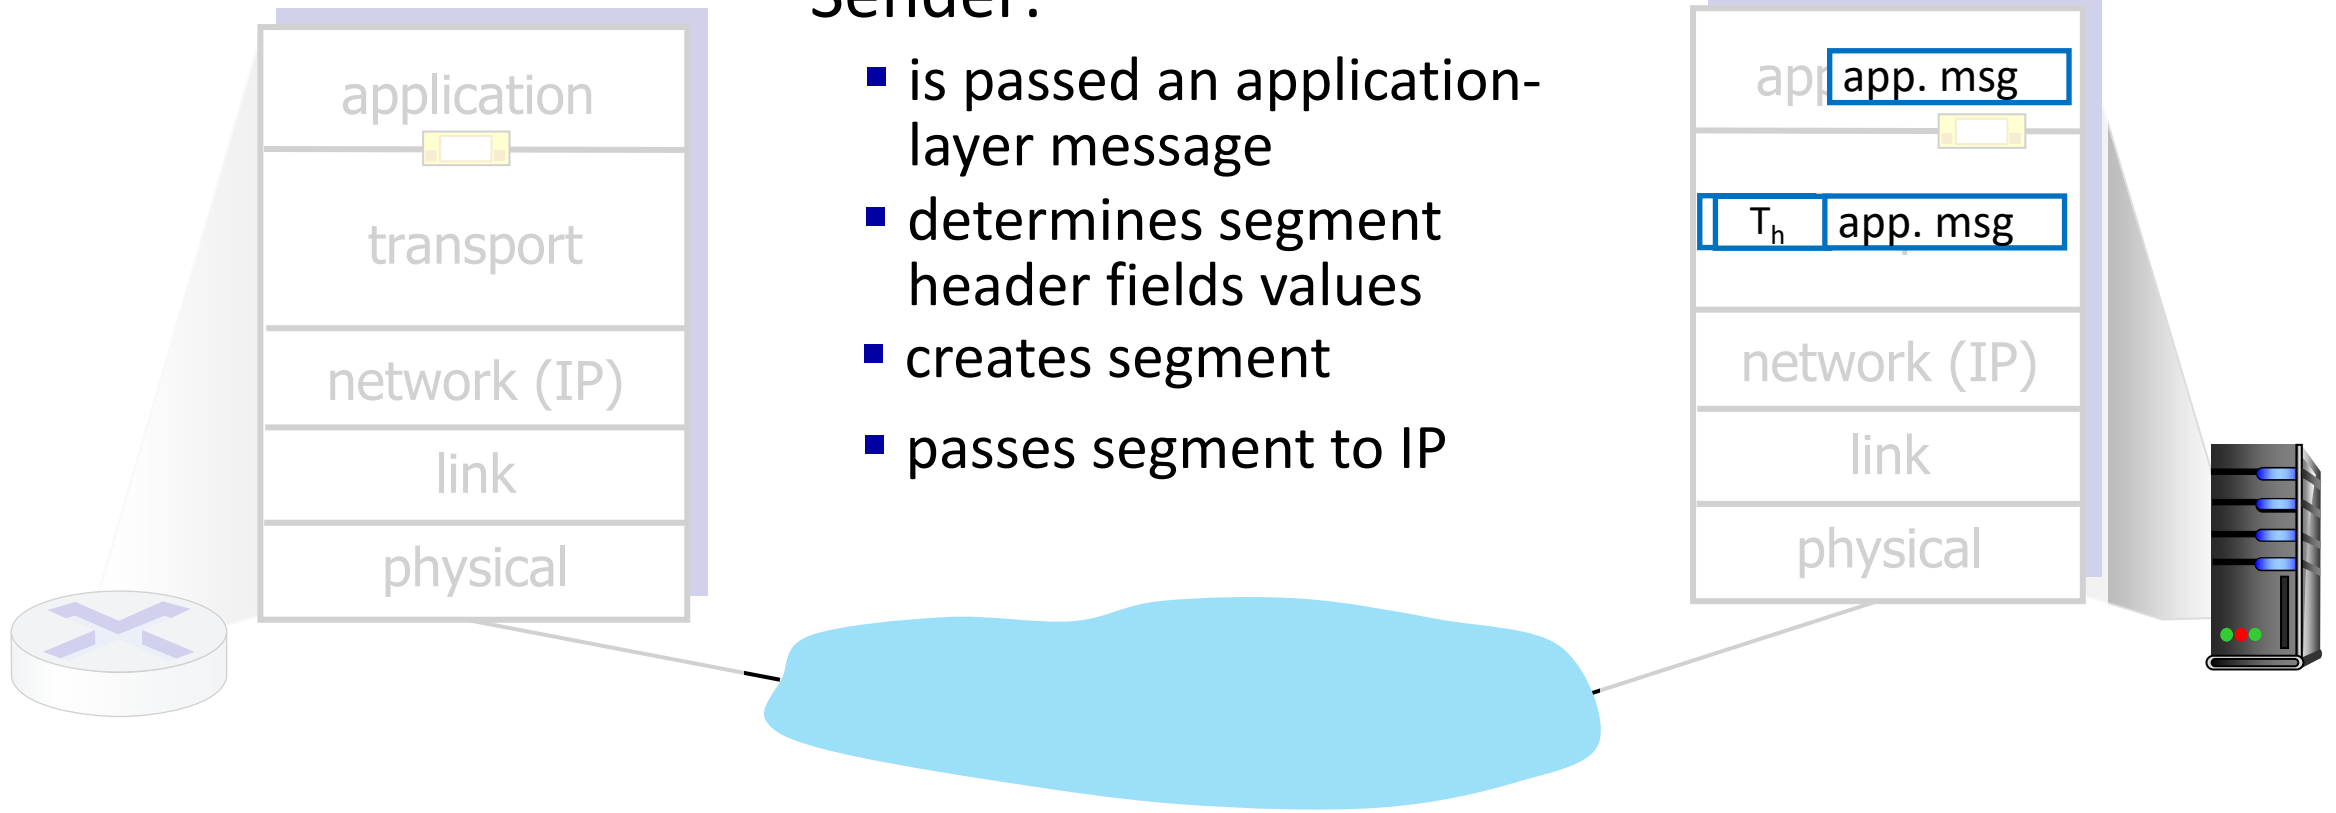 Sender:
is passed an application-
layer message
determines segment
header fields values
creates segment
passes segment to IP
application
transport
network (IP)
link
physical
app. msg
Th app. msg
network (IP)
link
physical